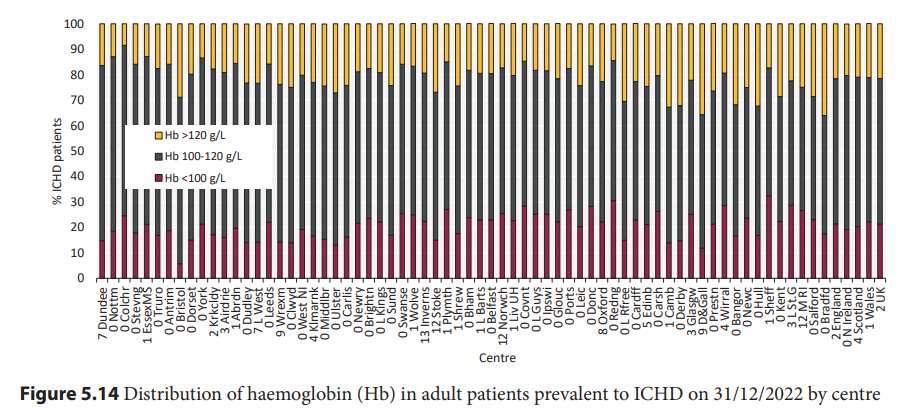 100
90
80
70
60
50
40
30
20
10
0
% ICHD patients
Hb >120 g/L
Hb 100-120 g/L
Hb <100 g/L
7 Dundee
0 Nottm
0 Colchr
0 Stevng
1 EssexMS
0 Truro
0 Antrim
0 Bristol
0 Dorset
0 York
2 Krkcldy
3 Airdrie
1 Abrdn
0 Dudley
7 L West
0 Leeds
9 Wrexm
0 Clwyd
0 West NI
4 Klmarnk
0 Middlbr
0 Ulster
0 Carlis
0 Newry
0 Brightn
0 L Kings
0 Sund
0 Swanse
1 Wolve
13 Inverns
12 Stoke
1 Plymth
1 Shrew
0 B Ham
11 L Barts
0 Belfast
12 Norwch
1 Liv UH
0 Covnt
0 L Guys
0 Ipswi
0 Glouc
0 Ports
0 Leic
0 Donc
8 Oxford
0 Redng
0 L Rfree
0 Cardff
5 Edinb
0 Carsh
1 Camb
0 Derby
3 Glasgw
9 D&Gall
0 Prestn
4 Wirral
0 Bangor
0 Newc
0 Hull
1 Sheff
0 Kent
3 L St.G
12 M RI
0 Salford
0 Bradfd
2 England
0 N Ireland
4 Scotland
1 Wales
2 UK
Centre
Figure 5.14 Distribution of haemoglobin (Hb) in adult patients prevalent to ICHD on 31/12/2022 by centre